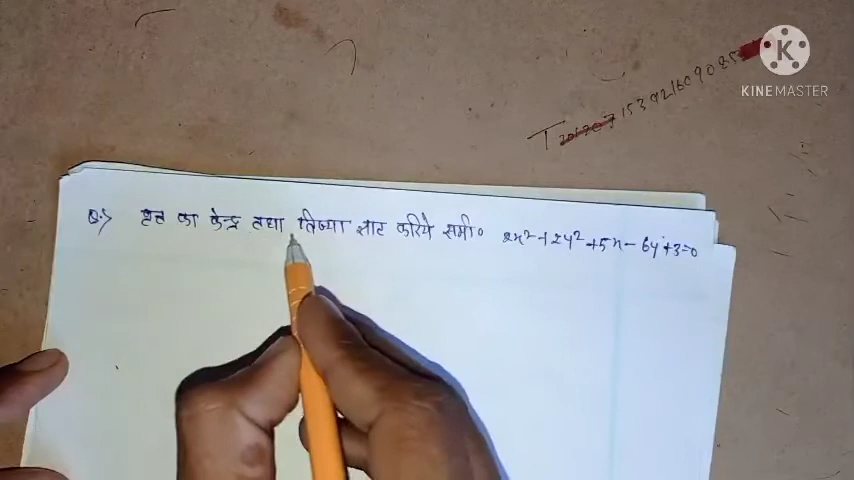 KINEMASTER
Q.> वृत्त का केन्द्र तथा त्रिज्या ज्ञात करिये समी० 2x²+2y²+5x-6y+3=0